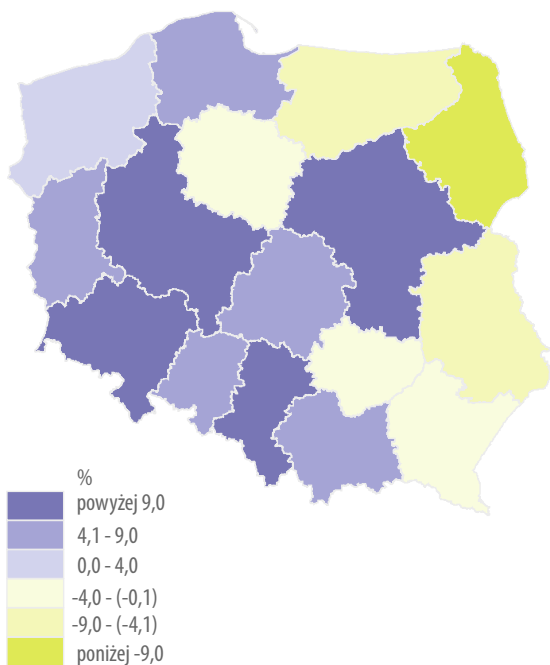 %
powyżej 9,0
4,1 - 9,0
0,0 - 4,0
-4,0 - (-0,1)
-9,0 - (-4,1)
poniżej -9,0